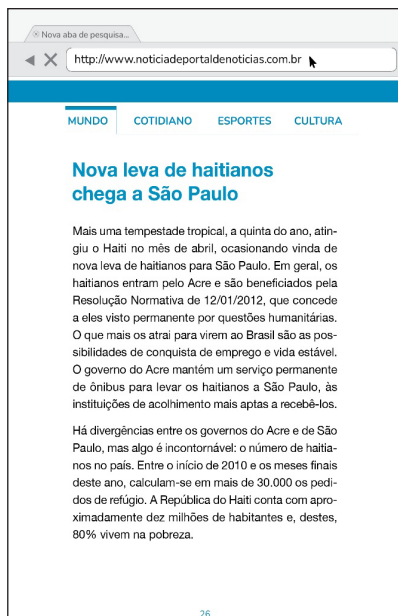 Nova aba de pesquisa...
http://www.noticiadeportaldenoticias.com.br
MUNDO COTIDIANO ESPORTES CULTURA
Nova leva de haitianos
chega a São Paulo
Mais uma tempestade tropical, a quinta do ano, atin-
giu o Haiti no mês de abril, ocasionando vinda de
nova leva de haitianos para São Paulo. Em geral, os
haitianos entram pelo Acre e são beneficiados pela
Resolução Normativa de 12/01/2012, que concede
a eles visto permanente por questões humanitárias.
O que mais os atrai para virem ao Brasil são as pos-
sibilidades de conquista de emprego e vida estável.
O governo do Acre mantém um serviço permanente
de ônibus para levar os haitianos a São Paulo, às
instituições de acolhimento mais aptas a recebê-los.
Há divergências entre os governos do Acre e de São
Paulo, mas algo é incontornável: o número de haitia-
nos no país. Entre o início de 2010 e os meses finais
deste ano, calculam-se em mais de 30.000 os pedi-
dos de refúgio. A República do Haiti conta com apro-
ximadamente dez milhões de habitantes e, destes,
80% vivem na pobreza.
26